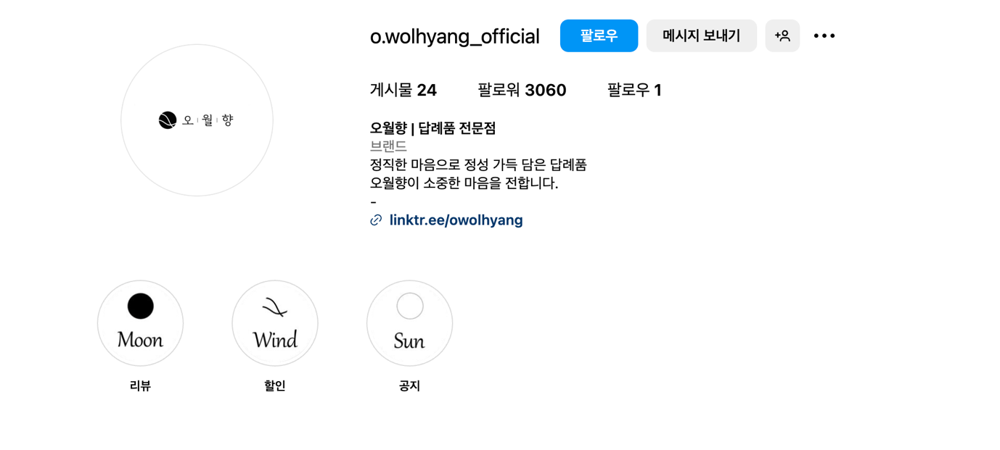 o.wolhyang_official 팔로우 메시지 보내기
게시물 24 팔로워 3060 팔로우 1
오 월 향
오월향 | 답례품 전문점
브랜드
정직한 마음으로 정성 가득 담은 답례품
오월향이 소중한 마음을 전합니다.
-
linktr.ee/owolhyang
Moon Wind Sun
리뷰 할인 공지